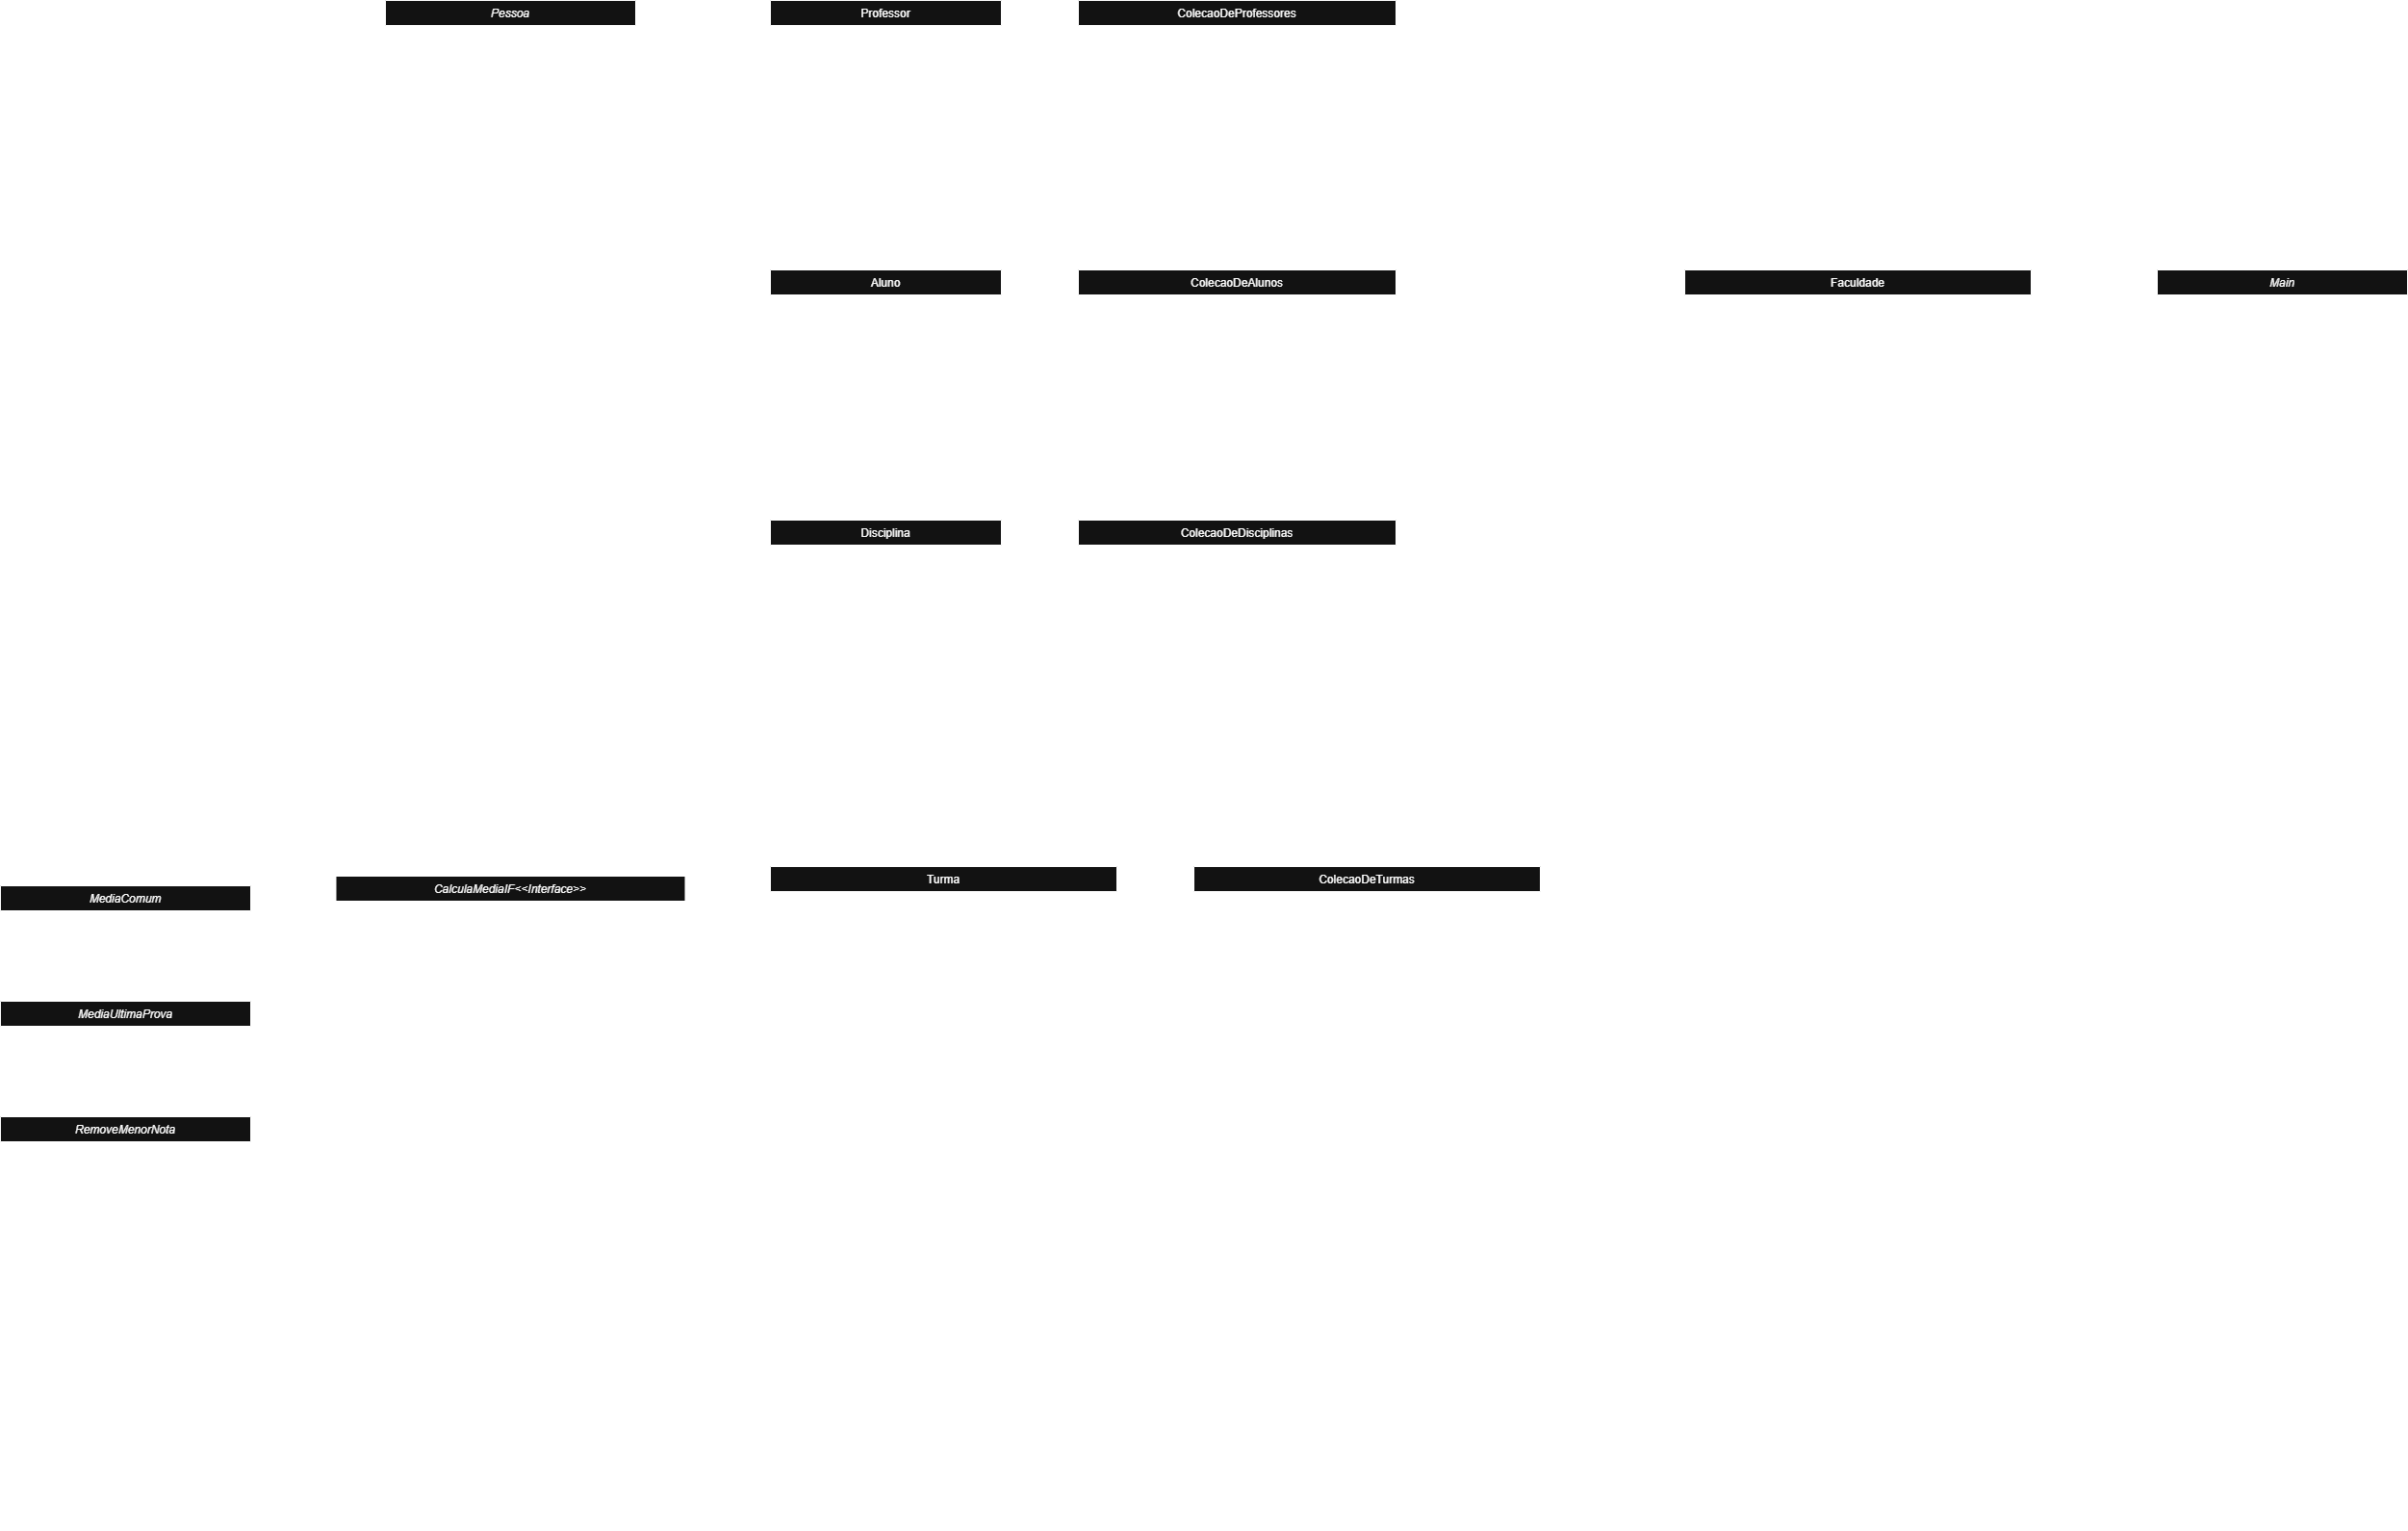 Pessoa
Professor
ColecaoDeProfessores
Aluno
ColecaoDeAlunos
Faculdade
Main
Disciplina
ColecaoDeDisciplinas
Turma
ColecaoDeTurmas
CalculaMediaIF<<Interface>>
MediaComum
MediaUltimaProva
RemoveMenorNota